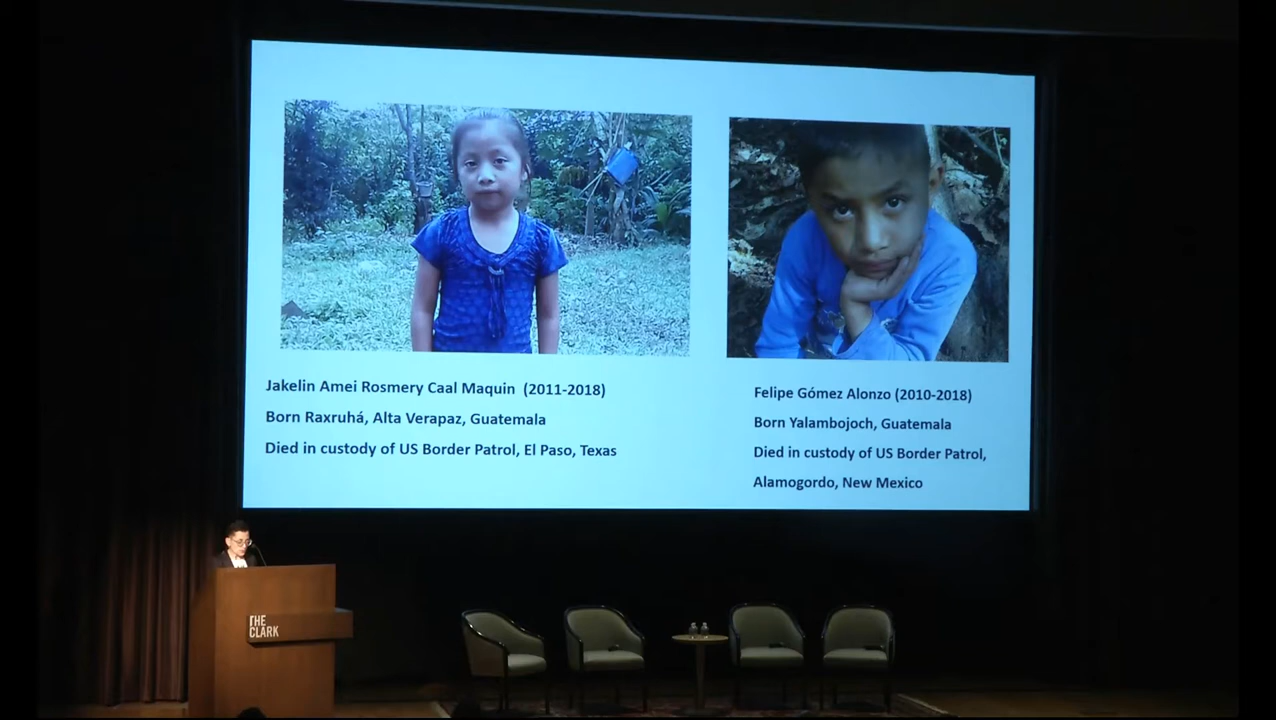 Jakelin Amei Rosmery Caal Maquin (2011-2018)
Born Raxruhá, Alta Verapaz, Guatemala
Died in custody of US Border Patrol, El Paso, Texas
Felipe Gómez Alonzo (2010-2018)
Born Yalambojoch, Guatemala
Died in custody of US Border Patrol,
Alamogordo, New Mexico
THE
CLARK